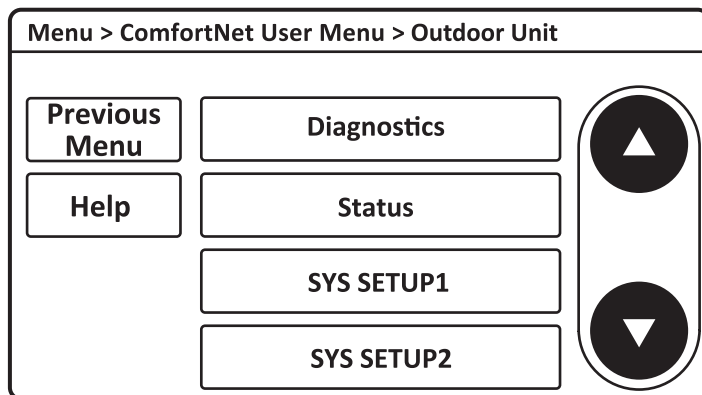 Menu > ComfortNet User Menu > Outdoor Unit
Previous
Menu
Help
Diagnostics
Status
SYS SETUP1
SYS SETUP2